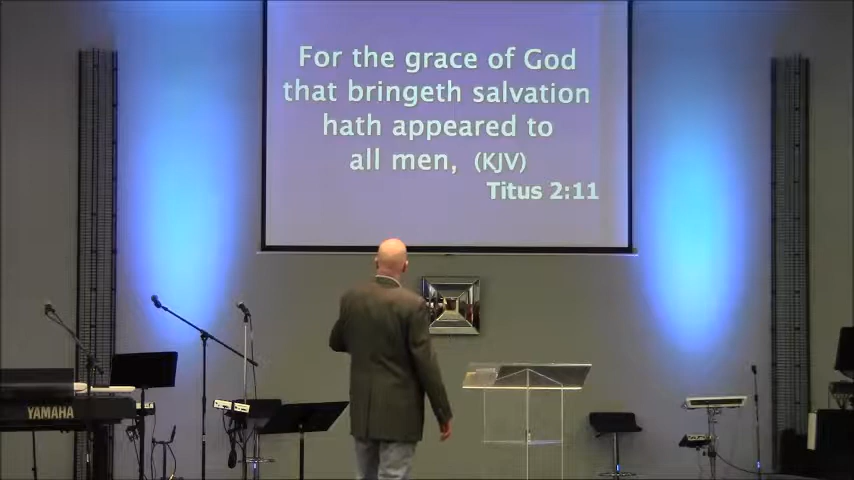 For the grace of God
that bringeth salvation
hath appeared to
all men, (KJV)
Titus 2:11
YAMAHA